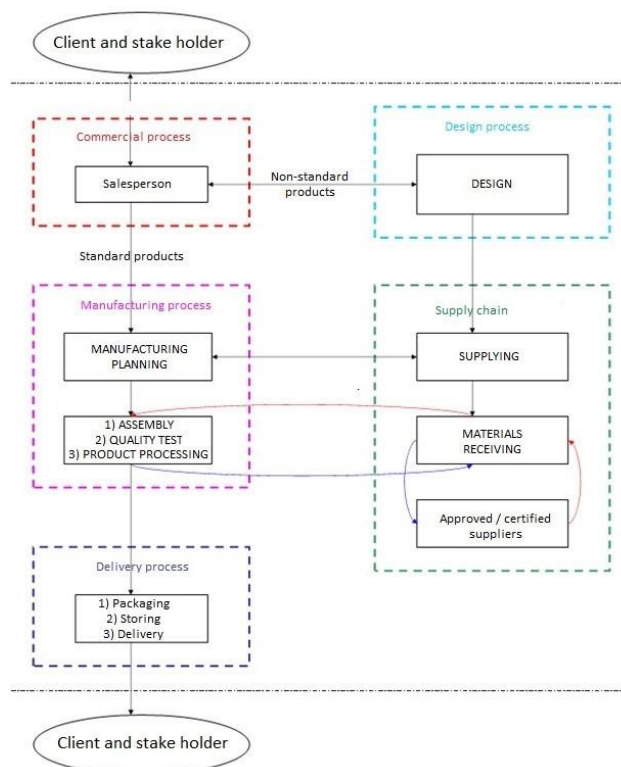 Client and stake holder
Commercial process
Design process
Salesperson
Non-standard
products
DESIGN
Standard products
Manufacturing process
Supply chain
MANUFACTURING
PLANNING
SUPPLYING
1) ASSEMBLY
2) QUALITY TEST
3) PRODUCT PROCESSING
MATERIALS
RECEIVING
Approved / certified
suppliers
Delivery process
1) Packaging
2) Storing
3) Delivery
Client and stake holder